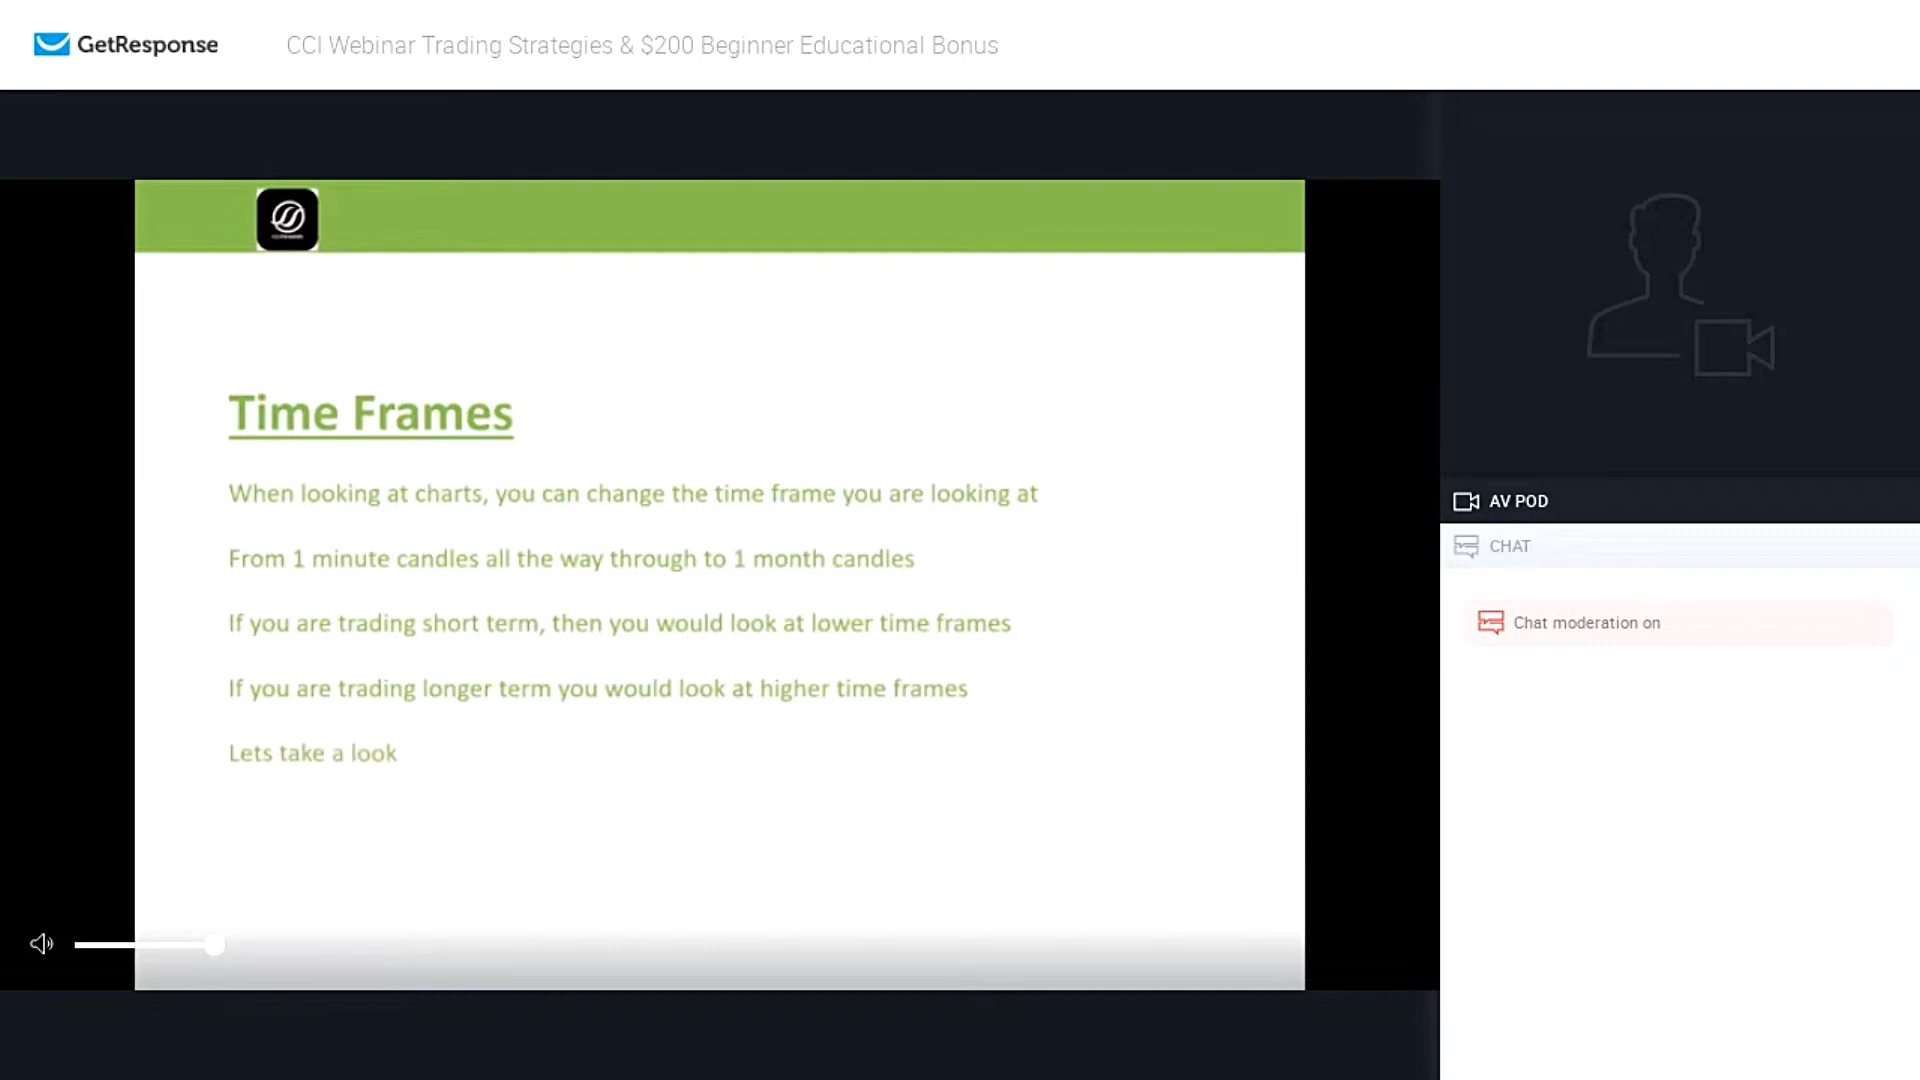 GetResponse
CCI Webinar Trading Strategies & $200 Beginner Educational Bonus
Time Frames
When looking at charts, you can change the time frame you are looking at
From 1 minute candles all the way through to 1 month candles
If you are trading short term, then you would look at lower time frames
If you are trading longer term you would look at higher time frames
Lets take a look
AV POD
CHAT
Chat moderation on